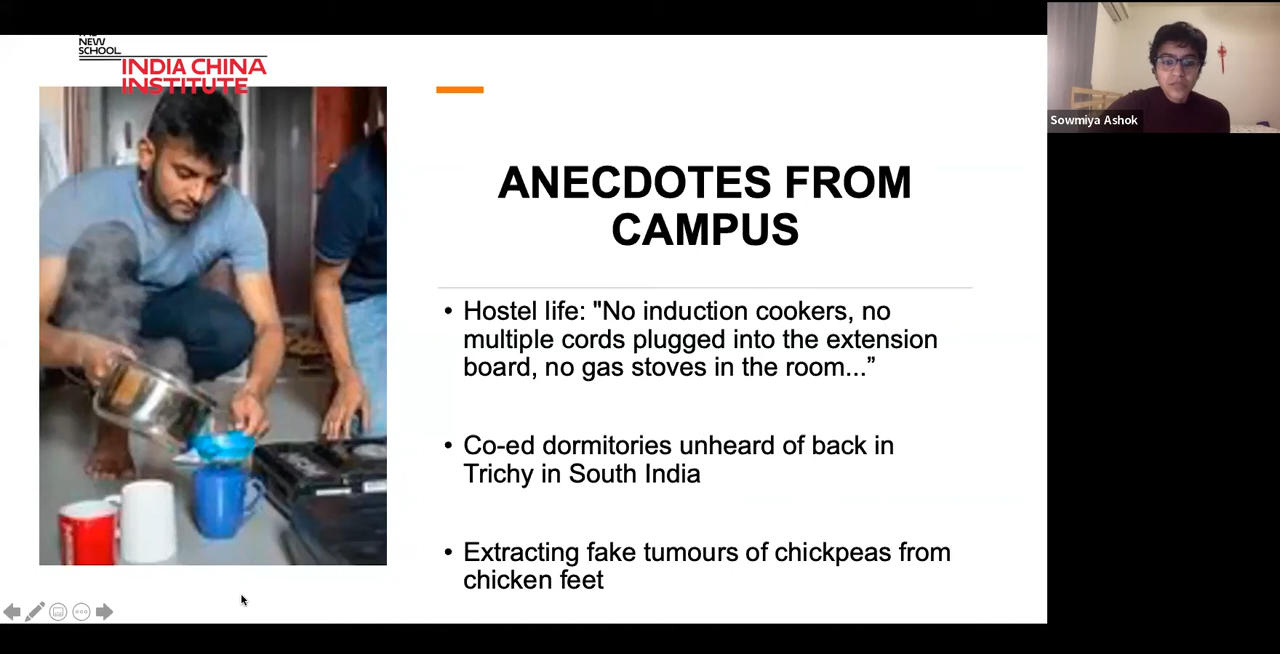 NEW
SCHOOL
INDIA CHINA
INSTITUTE
Sowmiya Ashok
ANECDOTES FROM
CAMPUS
• Hostel life: "No induction cookers, no
multiple cords plugged into the extension
board, no gas stoves in the room...”
• Co-ed dormitories unheard of back in
Trichy in South India
• Extracting fake tumours of chickpeas from
chicken feet